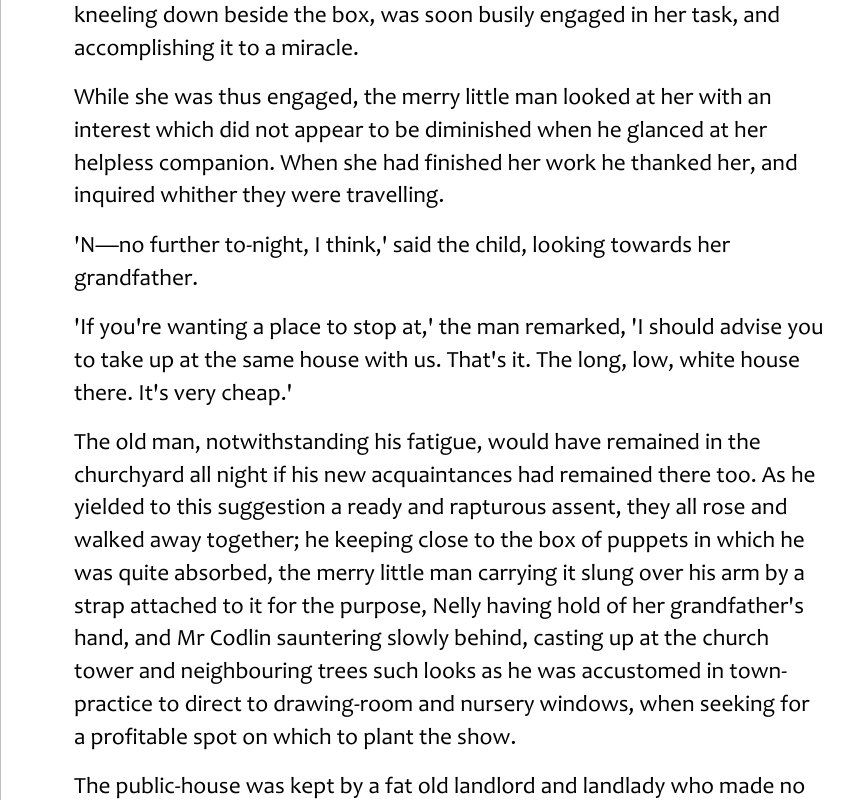 kneeling down beside the box, was soon busily engaged in her task, and
accomplishing it to a miracle.
While she was thus engaged, the merry little man looked at her with an
interest which did not appear to be diminished when he glanced at her
helpless companion. When she had finished her work he thanked her, and
inquired whither they were travelling.
'N—no further to-night, I think,' said the child, looking towards her
grandfather.
'If you're wanting a place to stop at,' the man remarked, 'I should advise you
to take up at the same house with us. That's it. The long, low, white house
there. It's very cheap.'
The old man, notwithstanding his fatigue, would have remained in the
churchyard all night if his new acquaintances had remained there too. As he
yielded to this suggestion a ready and rapturous assent, they all rose and
walked away together; he keeping close to the box of puppets in which he
was quite absorbed, the merry little man carrying it slung over his arm by a
strap attached to it for the purpose, Nelly having hold of her grandfather's
hand, and Mr Codlin sauntering slowly behind, casting up at the church
tower and neighbouring trees such looks as he was accustomed in town-
practice to direct to drawing-room and nursery windows, when seeking for
a profitable spot on which to plant the show.
The public-house was kept by a fat old landlord and landlady who made no